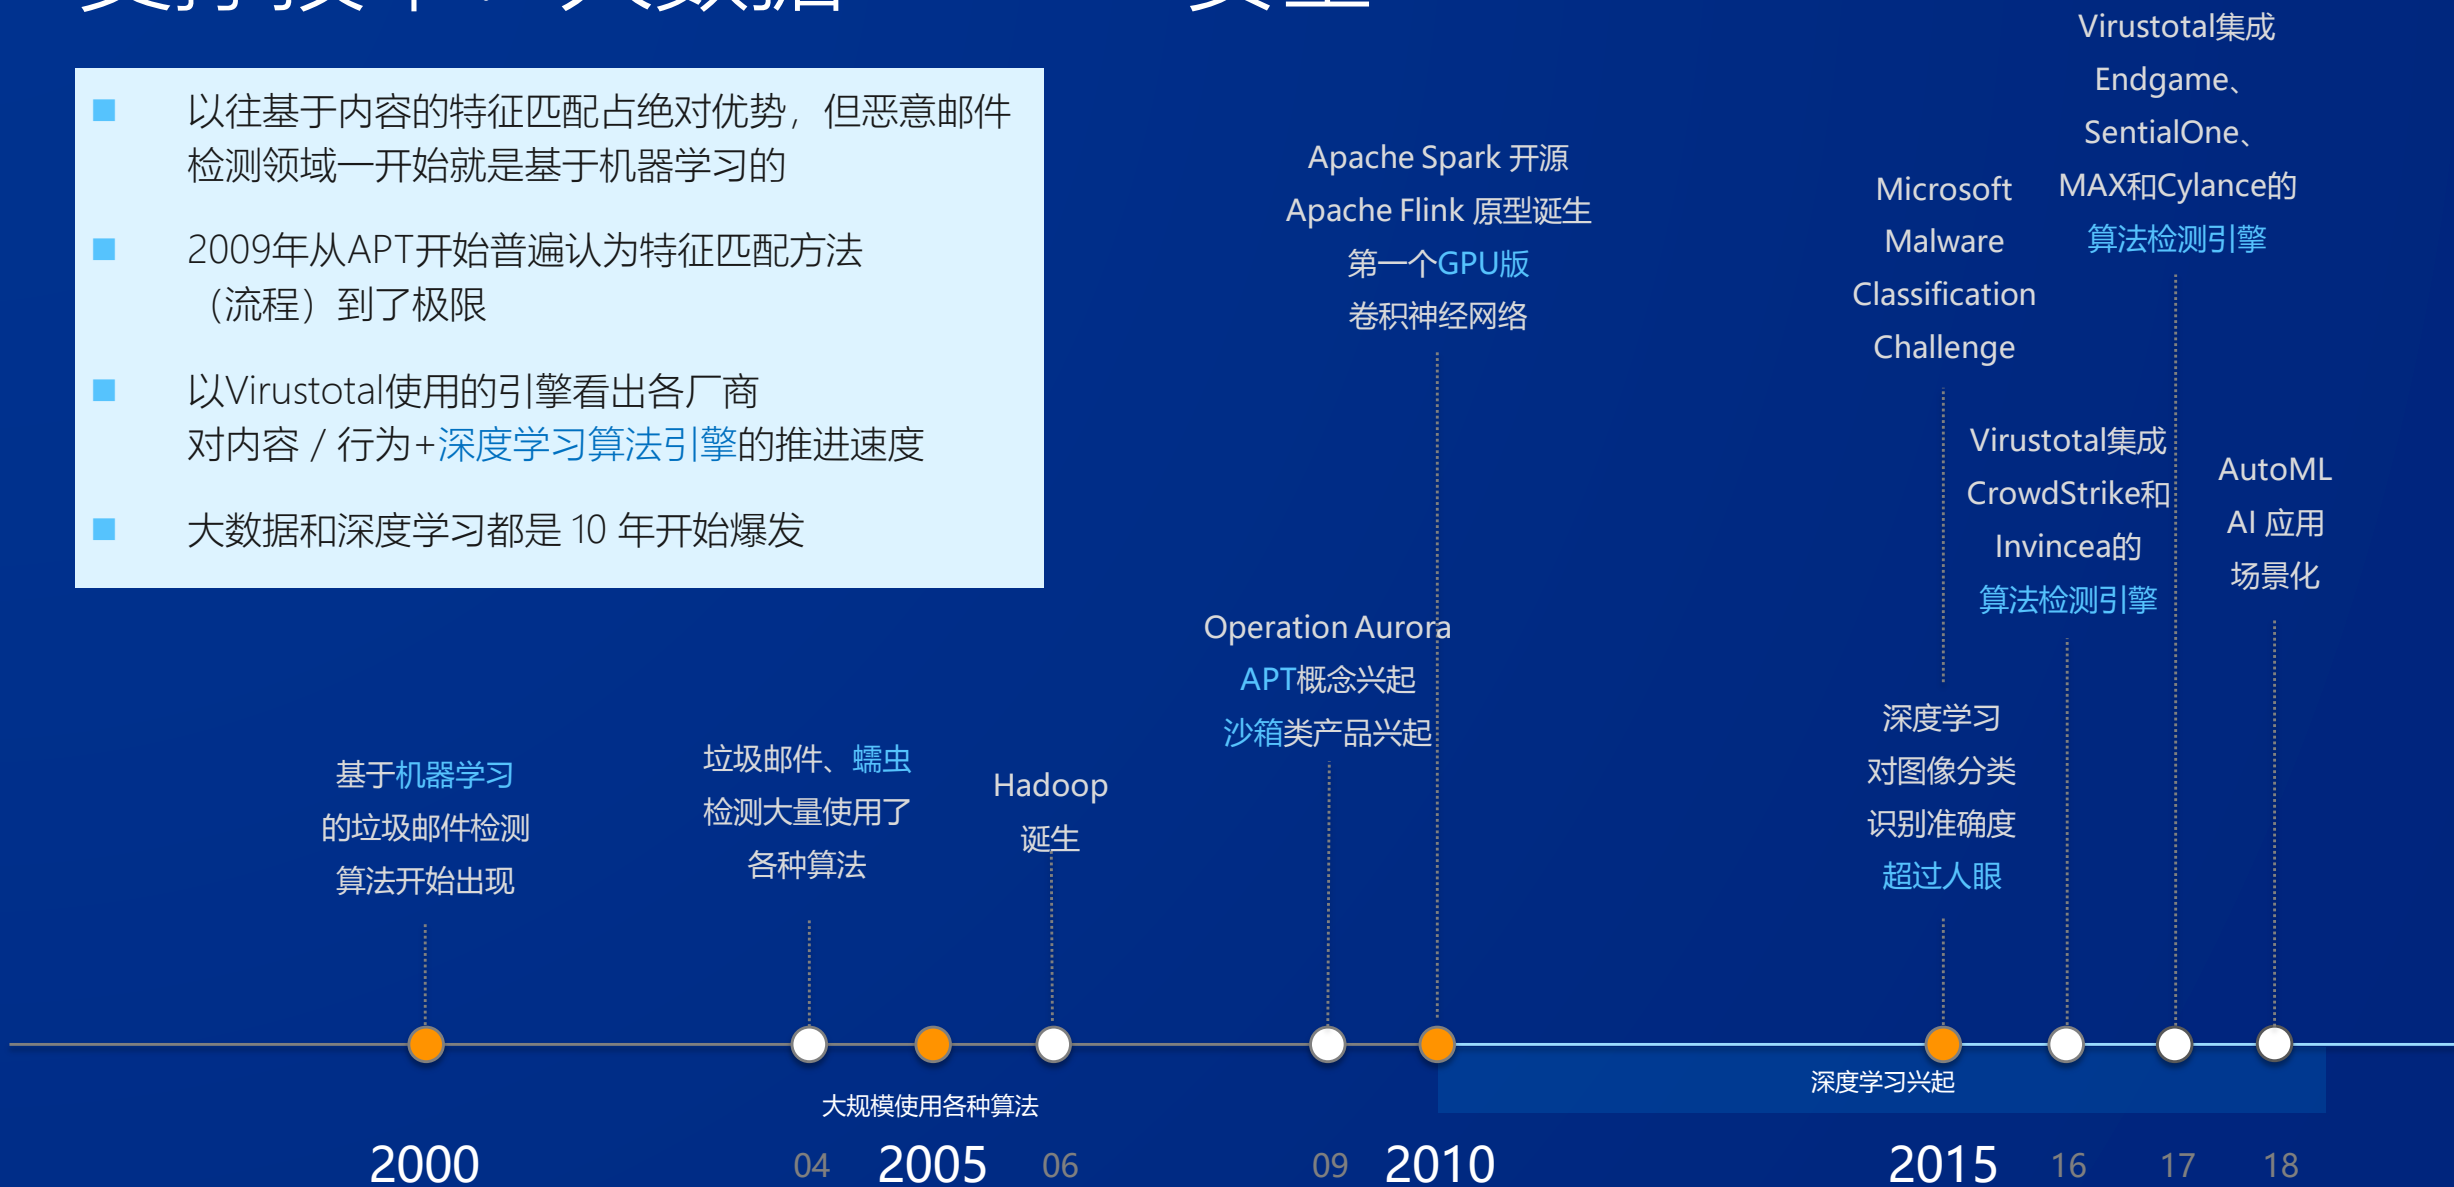 以往基于内容的特征匹配占绝对优势，但恶意邮件
检测领域一开始就是基于机器学习的
2009年从APT开始普遍认为特征匹配方法
（流程）到了极限
以Virustotal使用的引擎看出各厂商
对内容 / 行为+深度学习算法引擎的推进速度
大数据和深度学习都是 10 年开始爆发
基于机器学习
的垃圾邮件检测
算法开始出现
垃圾邮件、蠕虫
检测大量使用了
各种算法
Hadoop
诞生
Operation Aurora
APT概念兴起
沙箱类产品兴起
Apache Spark 开源
Apache Flink 原型诞生
第一个GPU版
卷积神经网络
Microsoft
Malware
Classification
Challenge
深度学习
对图像分类
识别准确度
超过人眼
Virustotal集成
CrowdStrike和
Invincea的
算法检测引擎
Virustotal集成
Endgame、
SentialOne、
MAX和Cylance的
算法检测引擎
AutoML
AI 应用
场景化
大规模使用各种算法
深度学习兴起
2000
04
2005
06
09
2010
2015
16
17
18